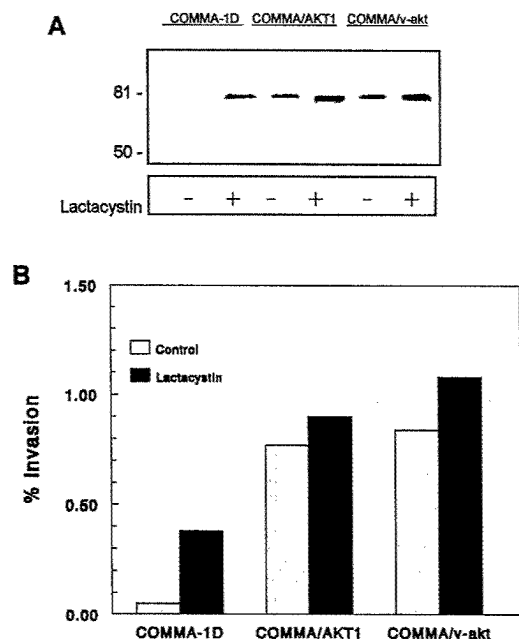 A
COMMA-1D COMMA/AKT1 COMMA/v-akt
81 -
50 -
Lactacystin - + - + - +
B
1.50
Control
Lactacystin
1.00
% Invasion
0.50
0.00
COMMA-1D COMMA/AKT1 COMMA/v-akt